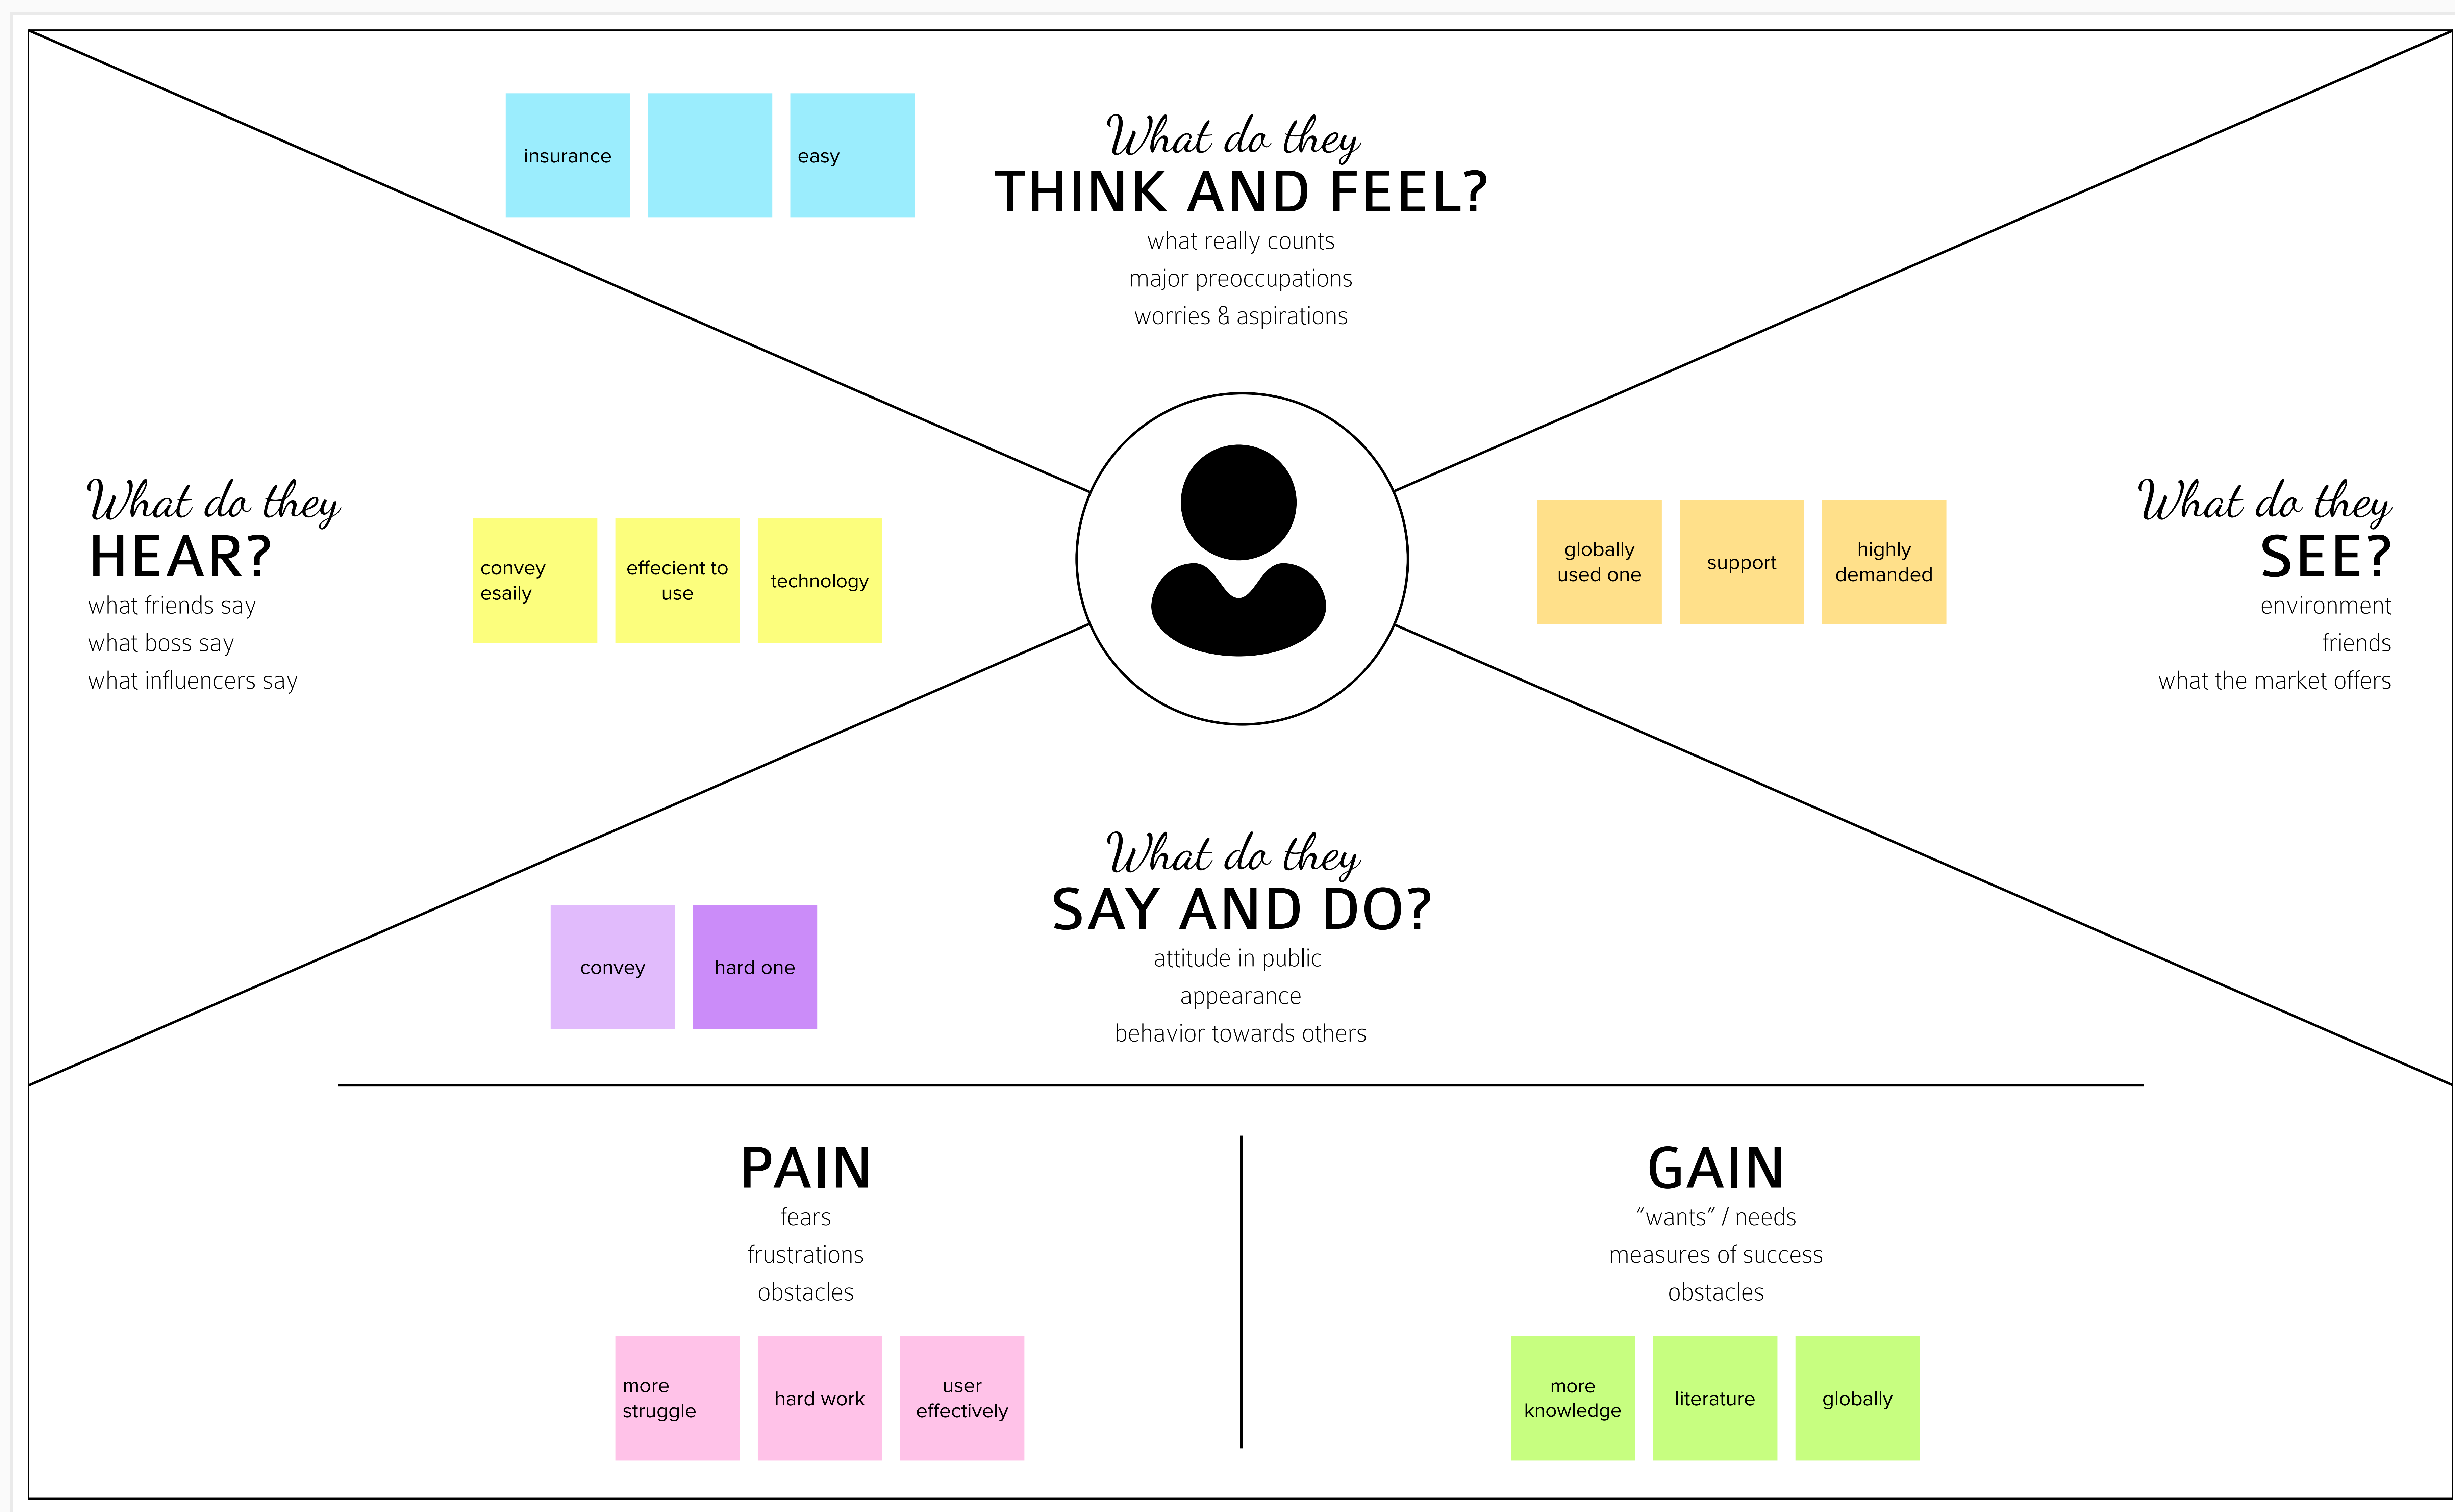 insurance
easy
What do they
THINK AND FEEL?
what really counts
major preoccupations
worries & aspirations
What do they
HEAR?
what friends say
what boss say
what influencers say
convey
esaily
effecient to
use
technology
globally
used one
support
highly
demanded
What do they
SEE?
environment
friends
what the market offers
What do they
SAY AND DO?
attitude in public
appearance
behavior towards others
convey
hard one
PAIN
fears
frustrations
obstacles
more
struggle
hard work
user
effectively
GAIN
“wants” / needs
measures of success
obstacles
more
knowledge
literature
globally